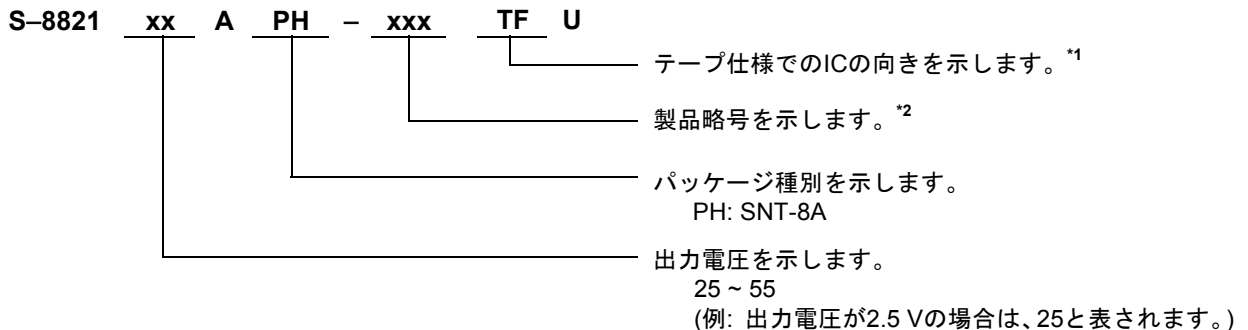 S–8821 xx A PH – xxx TF U
テープ仕様でのICの向きを示します。*1
製品略号を示します。*2
パッケージ種別を示します。
PH: SNT-8A
出力電圧を示します。
25 ~ 55
(例: 出力電圧が2.5 Vの場合は、25と表されます。)